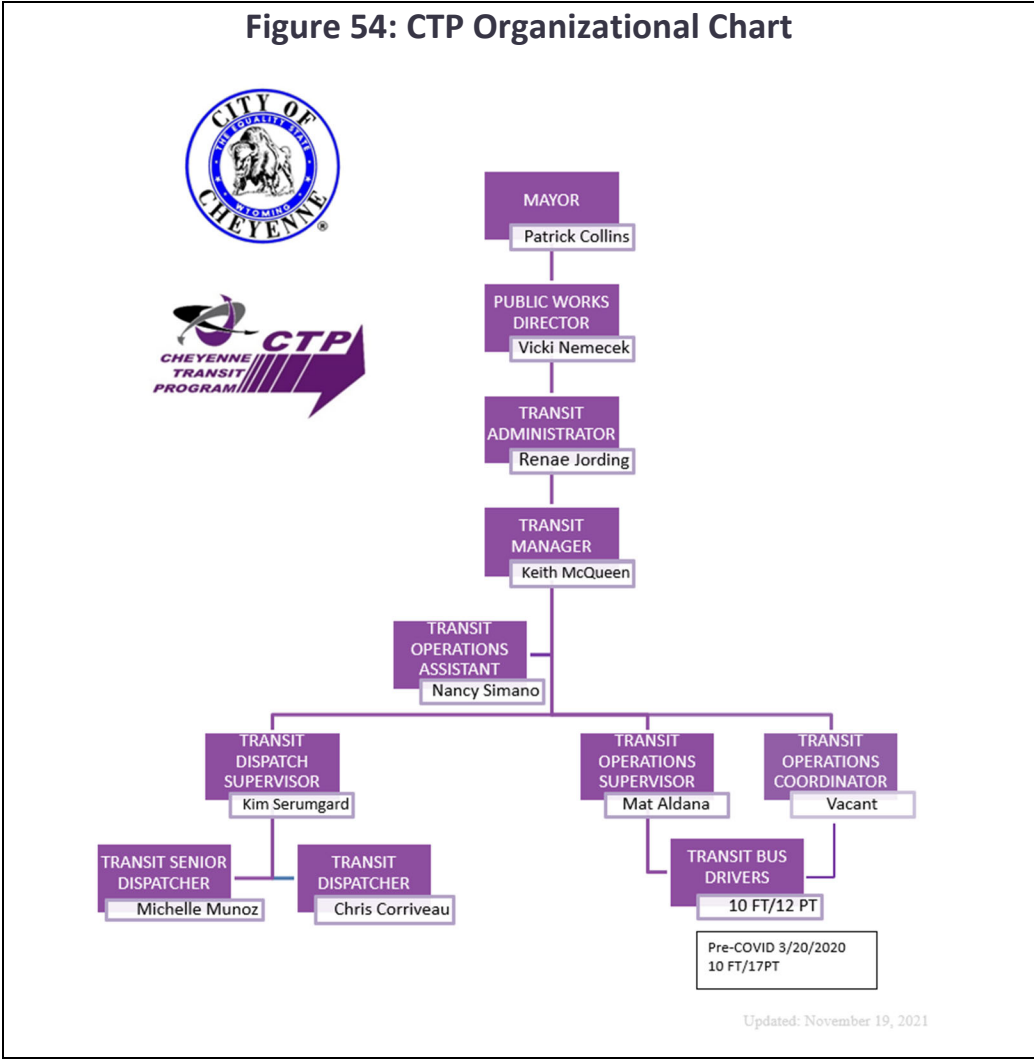 Figure 54: CTP Organizational Chart
CITY OF
THE EQUALITY STATE
WYOMING
CHEYENNE
®
CTP
CHEYENNE
TRANSIT
PROGRAM
MAYOR
Patrick Collins
PUBLIC WORKS
DIRECTOR
Vicki Nemecek
TRANSIT
ADMINISTRATOR
Renae Jording
TRANSIT
MANAGER
Keith McQueen
TRANSIT
OPERATIONS
ASSISTANT
Nancy Simano
TRANSIT
DISPATCH
SUPERVISOR
Kim Serumgard
TRANSIT
OPERATIONS
SUPERVISOR
Mat Aldana
TRANSIT
OPERATIONS
COORDINATOR
Vacant
TRANSIT SENIOR
DISPATCHER
Michelle Munoz
TRANSIT
DISPATCHER
Chris Corriveau
TRANSIT BUS
DRIVERS
10 FT/12 PT
Pre-COVID 3/20/2020
10 FT/17PT
Updated: November 19, 2021